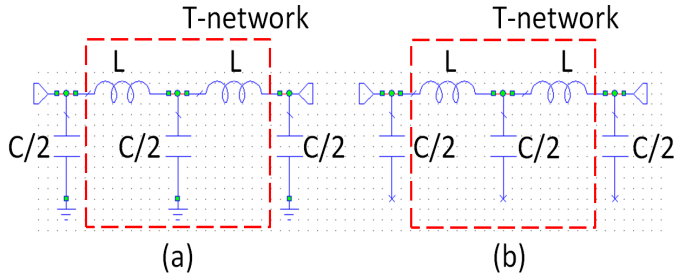 T-network T-network
L L L L
C/2 C/2 C/2 C/2 C/2 C/2
(a) (b)